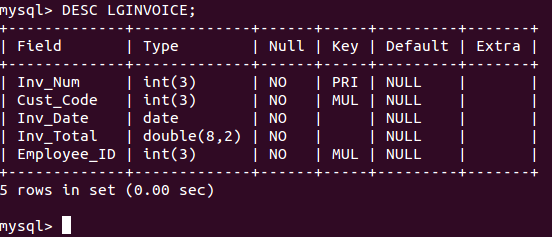 mysql> DESC LGINVOICE;
+-------------+-------------+------+-----+---------+-------+
| Field       | Type        | Null | Key | Default | Extra |
+-------------+-------------+------+-----+---------+-------+
| Inv_Num     | int(3)      | NO   | PRI | NULL    |       |
| Cust_Code   | int(3)      | NO   | MUL | NULL    |       |
| Inv_Date    | date        | NO   |     | NULL    |       |
| Inv_Total   | double(8,2) | NO   |     | NULL    |       |
| Employee_ID | int(3)      | NO   | MUL | NULL    |       |
+-------------+-------------+------+-----+---------+-------+
5 rows in set (0.00 sec)
mysql>